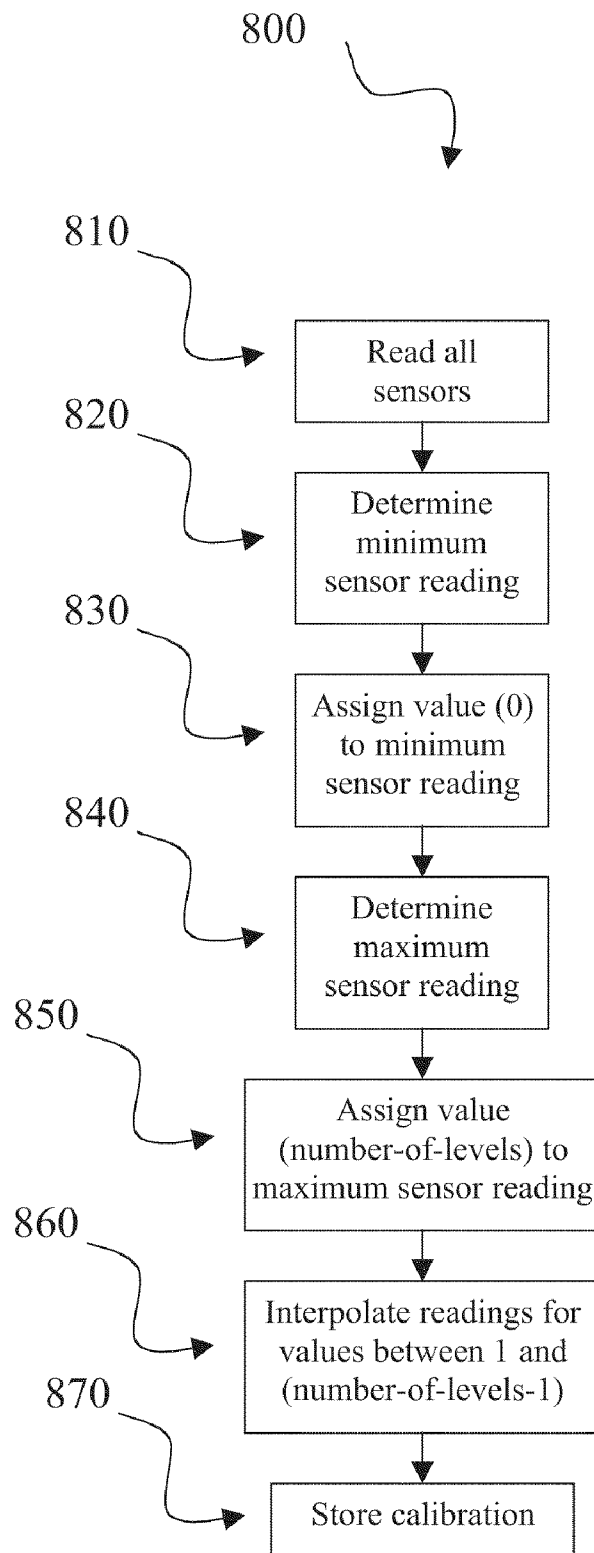 800
810
Read all
sensors
820
Determine
minimum
sensor reading
830
Assign value (0)
to minimum
sensor reading
840
Determine
maximum
sensor reading
850
Assign value
(number-of-levels) to
maximum sensor reading
860
Interpolate readings for
values between 1 and
(number-of-levels-1)
870
Store calibration